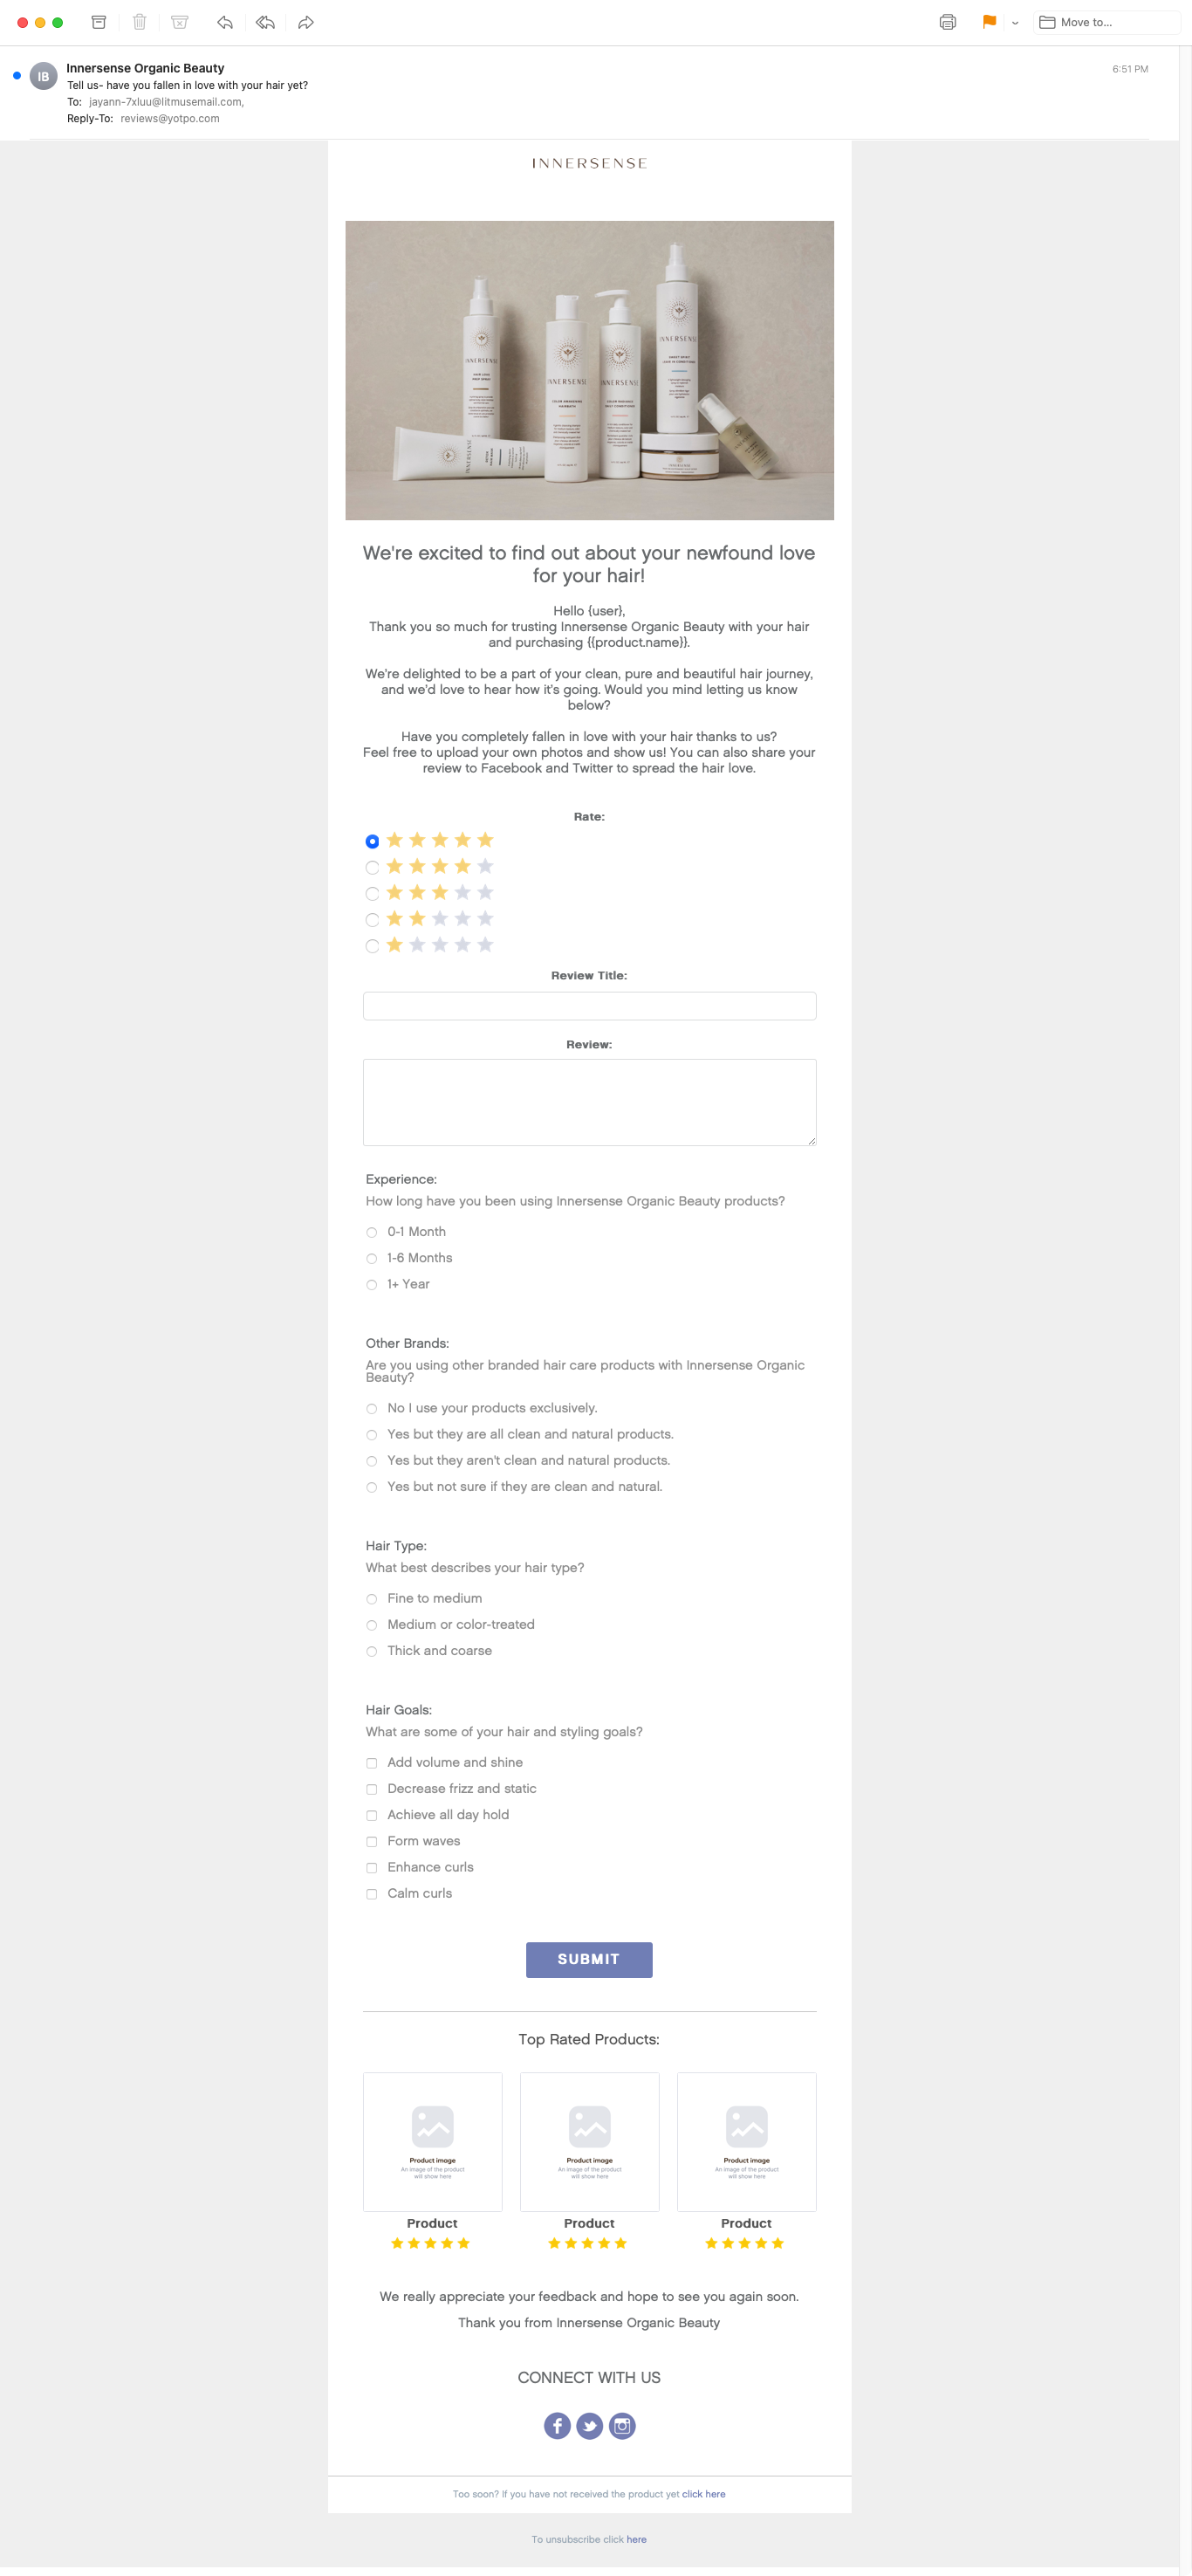 Move to...
IB
Innersense Organic Beauty
6:51 PM
Tell us- have you fallen in love with your hair yet?
To: jayann-7xluu@litmusemail.com,
Reply-To: reviews@yotpo.com
INNERSENSE
INNERSENSE
INNERSENSE
INNERSENSE
INNERSENSE
INNERSENSE
We're excited to find out about your newfound love
for your hair!
Hello {user},
Thank you so much for trusting Innersense Organic Beauty with your hair
and purchasing {{product.name}}.
We're delighted to be a part of your clean, pure and beautiful hair journey,
and we'd love to hear how it's going. Would you mind letting us know
below?
Have you completely fallen in love with your hair thanks to us?
Feel free to upload your own photos and show us! You can also share your
review to Facebook and Twitter to spread the hair love.
Rate:
Review Title:
Review:
Experience:
How long have you been using Innersense Organic Beauty products?
0-1 Month
1-6 Months
1+ Year
Other Brands:
Are you using other branded hair care products with Innersense Organic
Beauty?
No I use your products exclusively.
Yes but they are all clean and natural products.
Yes but they aren't clean and natural products.
Yes but not sure if they are clean and natural.
Hair Type:
What best describes your hair type?
Fine to medium
Medium or color-treated
Thick and coarse
Hair Goals:
What are some of your hair and styling goals?
Add volume and shine
Decrease frizz and static
Achieve all day hold
Form waves
Enhance curls
Calm curls
SUBMIT
Top Rated Products:
Product image
An image of the product
will show here
Product
Product image
An image of the product
will show here
Product
Product image
An image of the product
will show here
Product
We really appreciate your feedback and hope to see you again soon.
Thank you from Innersense Organic Beauty
CONNECT WITH US
Too soon? If you have not received the product yet click here
To unsubscribe click here